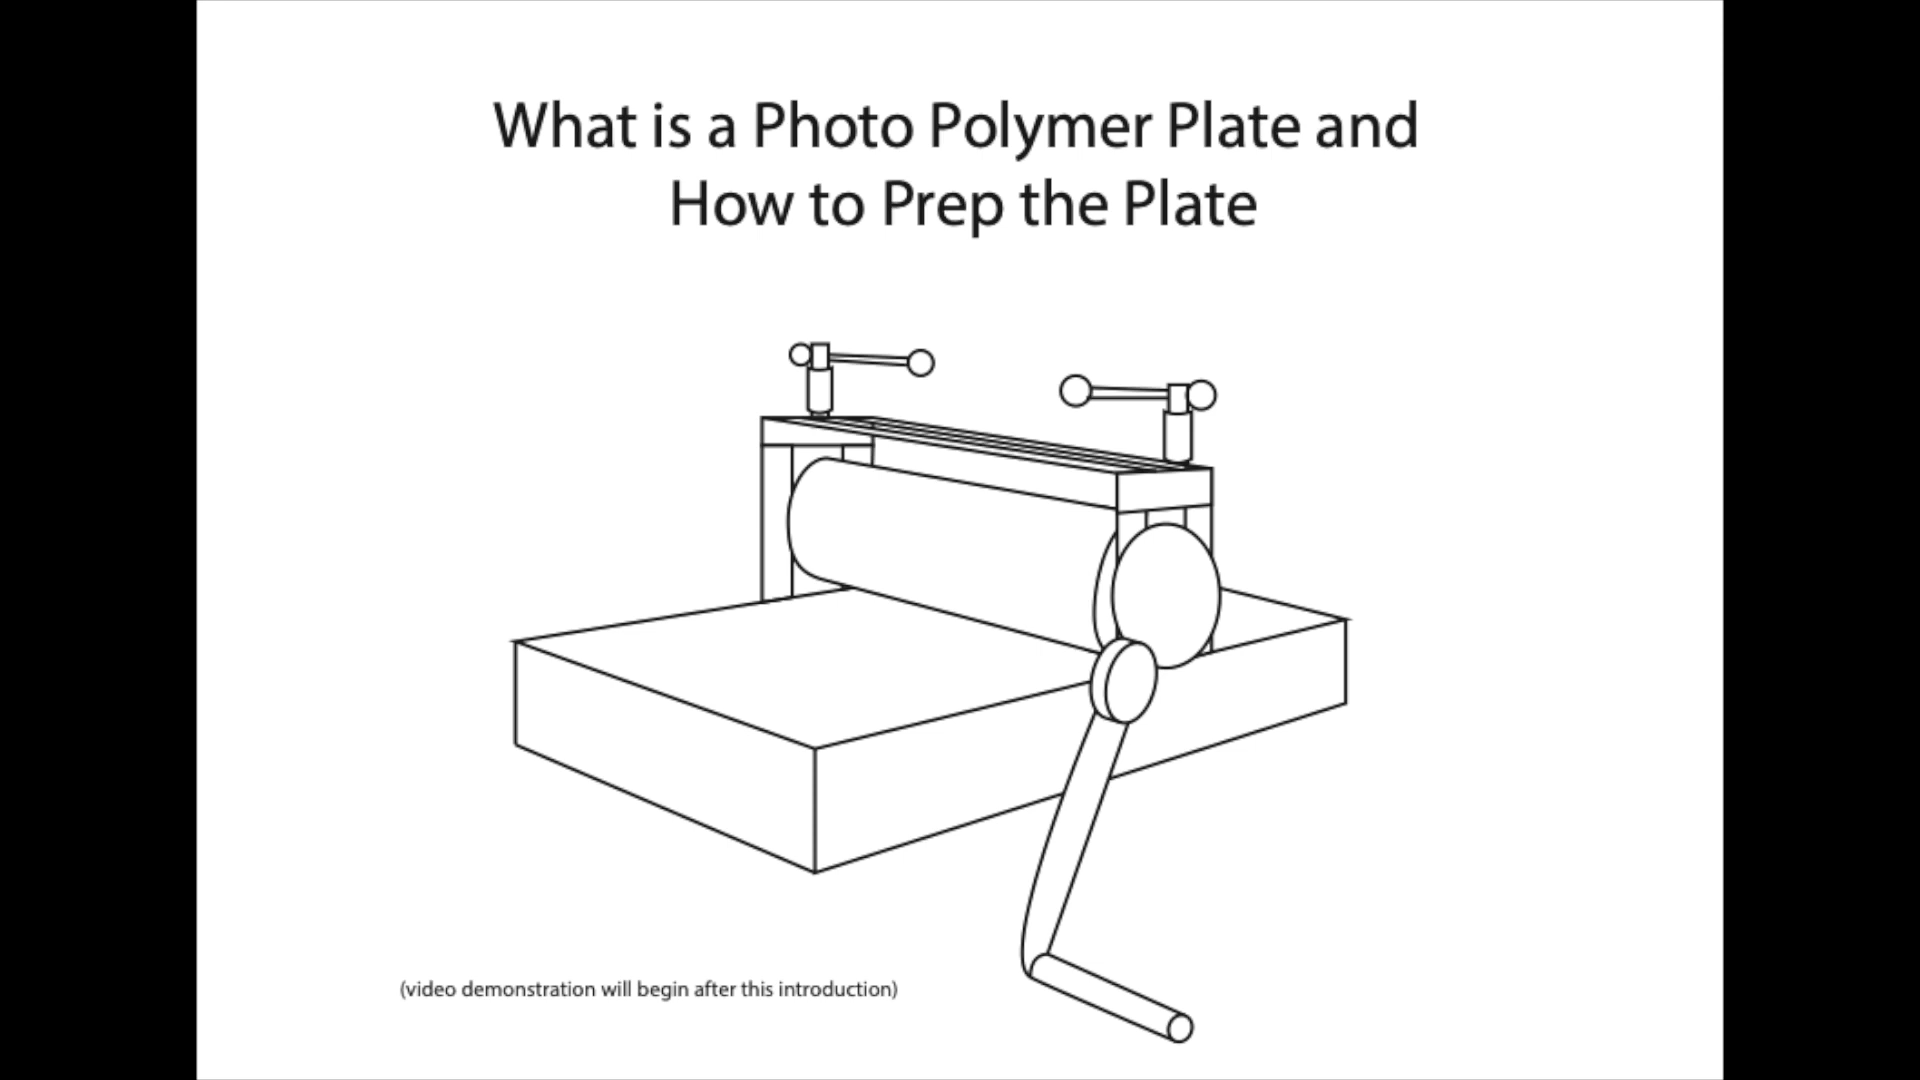 What is a Photo Polymer Plate and
How to Prep the Plate
(video demonstration will begin after this introduction)